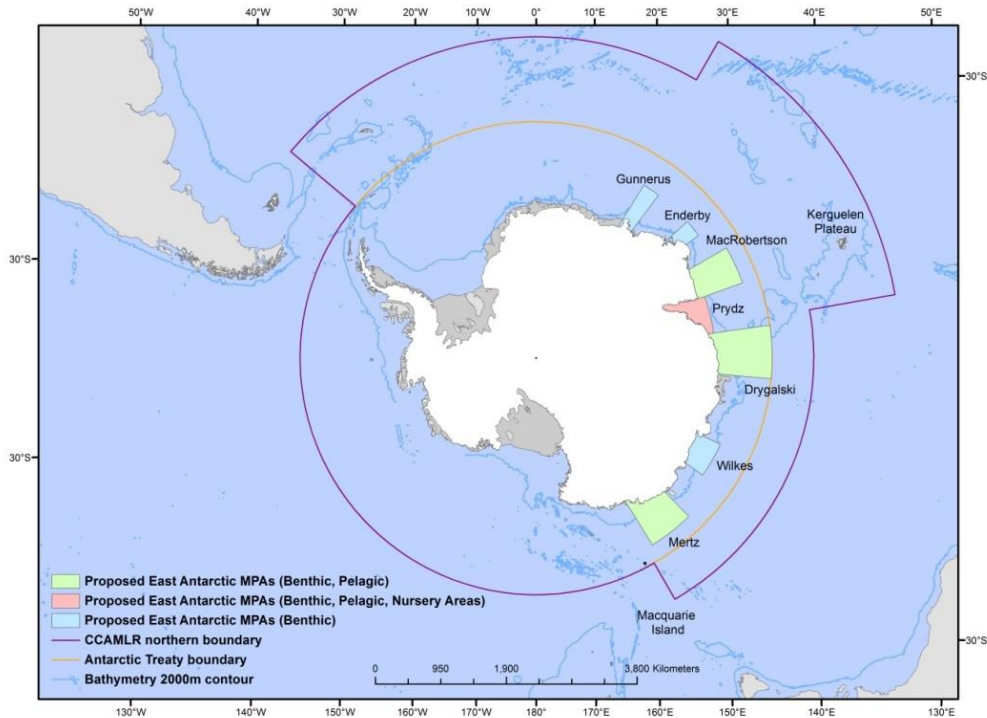 50°W 40°W 30°W 20°W 10°W 0° 10°E 20°E 30°E 40°E 50°E
30°S
30°S
30°S
30°S
30°S
Gunnerus
Enderby
MacRobertson
Kerguelen
Plateau
Prydz
Drygalski
Wilkes
Mertz
Macquarie
Island
Proposed East Antarctic MPAs (Benthic, Pelagic)
Proposed East Antarctic MPAs (Benthic, Pelagic, Nursery Areas)
Proposed East Antarctic MPAs (Benthic)
CCAMLR northern boundary
Antarctic Treaty boundary
Bathymetry 2000m contour
0 950 1,900 3,800 Kilometers
130°W 140°W 150°W 160°W 170°W 180° 170°E 160°E 150°E 140°E 130°E